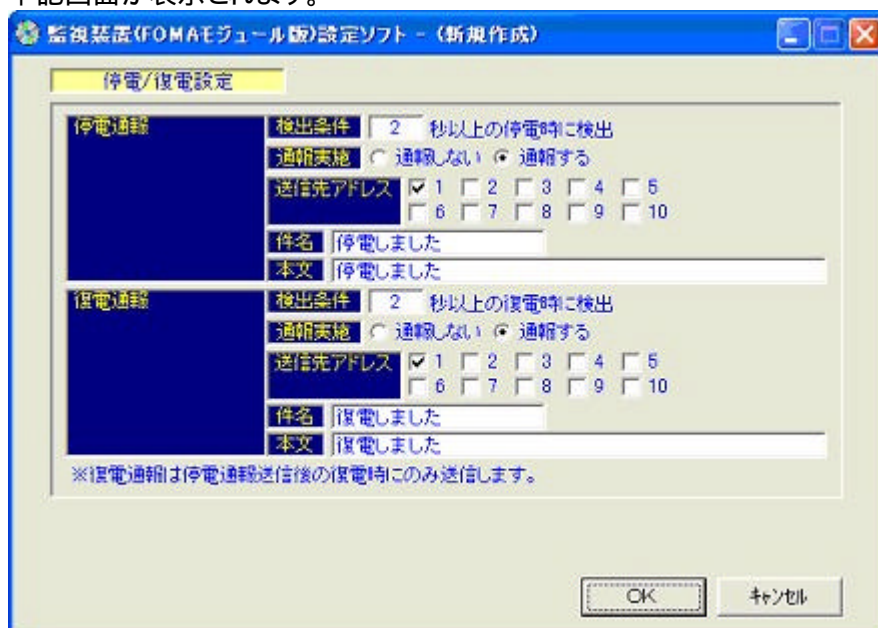 下記画面が表示されます。
監視装置(FOMAモジュール版)設定ソフト - (新規作成)
停電/復電設定
停電通報
検出条件 2 秒以上の停電時に検出
通報実施 通報しない 通報する
送信先アドレス 1 2 3 4 5
6 7 8 9 10
件名 停電しました
本文 停電しました
復電通報
検出条件 2 秒以上の復電時に検出
通報実施 通報しない 通報する
送信先アドレス 1 2 3 4 5
6 7 8 9 10
件名 復電しました
本文 復電しました
※復電通報は停電通報送信後の復電時にのみ送信します。
OK ｷｬﾝｾﾙ